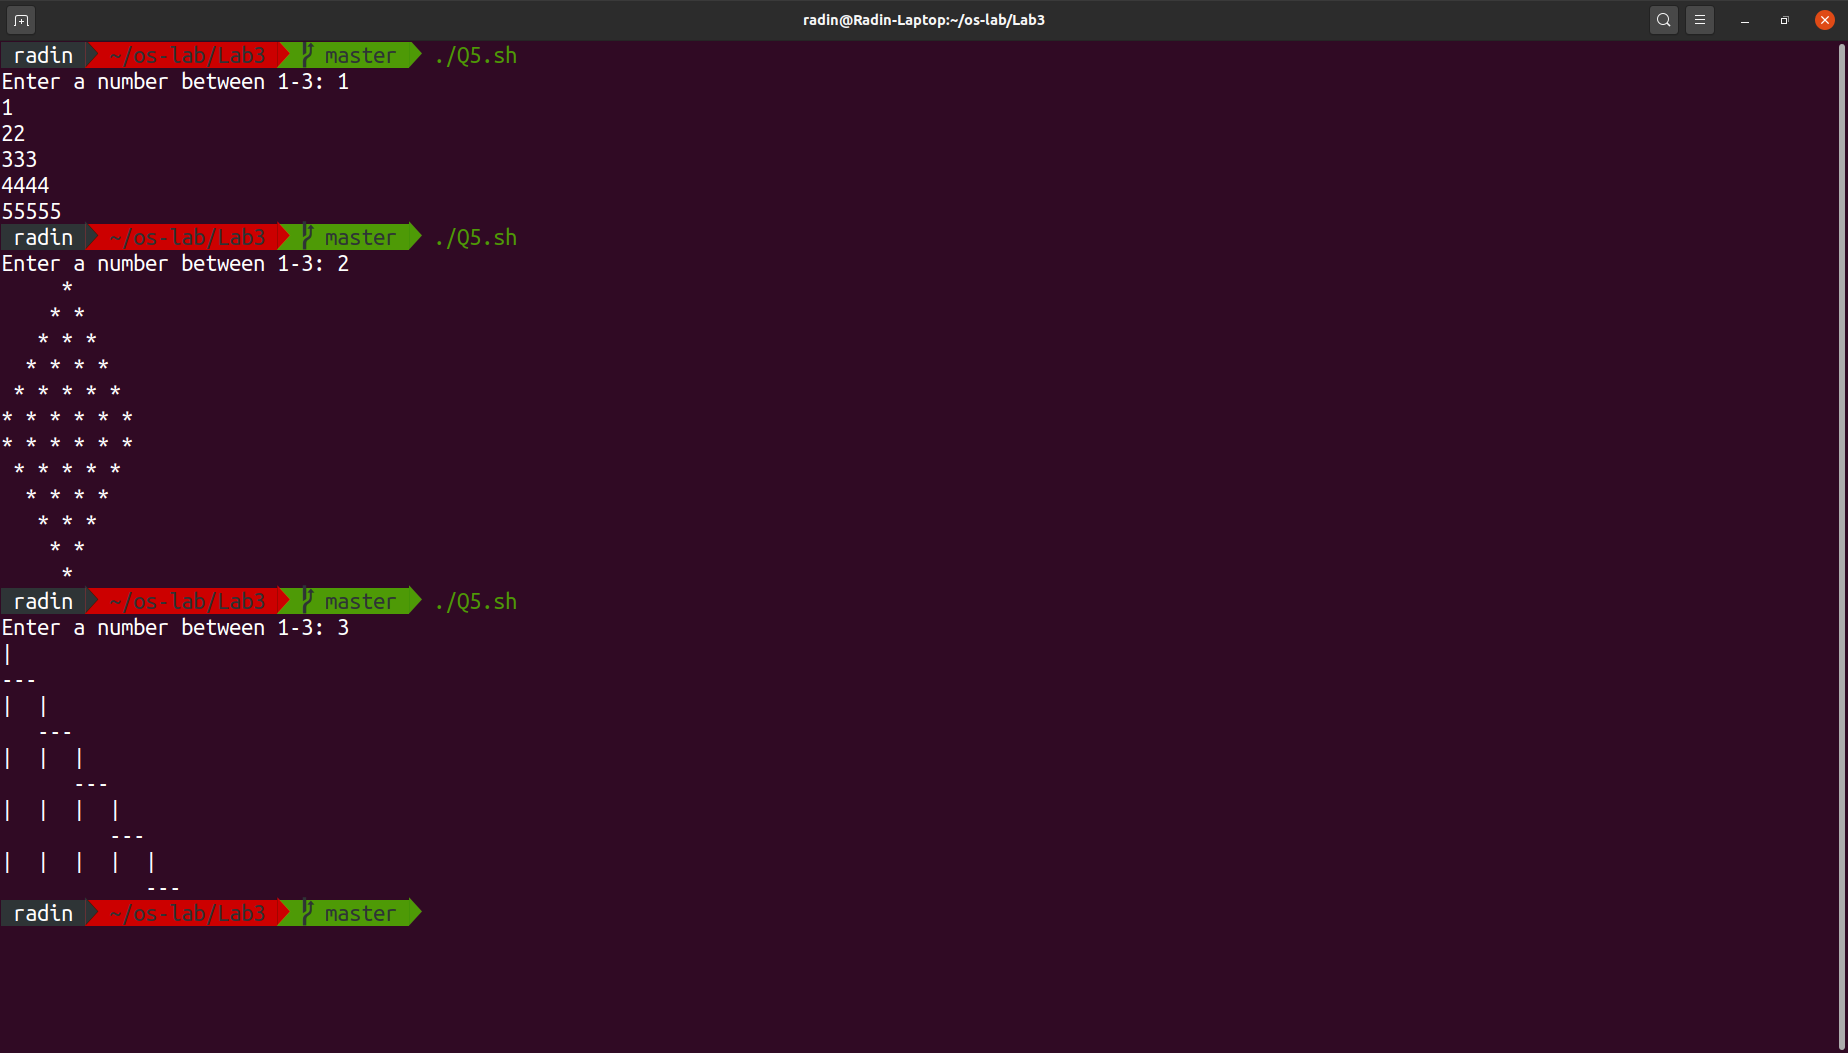 radin@Radin-Laptop:~/os-lab/Lab3
radin ~/os-lab/Lab3 master ./Q5.sh
Enter a number between 1-3: 1
1
22
333
4444
55555
radin ~/os-lab/Lab3 master ./Q5.sh
Enter a number between 1-3: 2
     *
    * *
   * * *
  * * * *
 * * * * *
* * * * * *
* * * * * *
 * * * * *
  * * * *
   * * *
    * *
     *
radin ~/os-lab/Lab3 master ./Q5.sh
Enter a number between 1-3: 3
|
---
|  |
   ---
|  |  |
      ---
|  |  |  |
         ---
|  |  |  |  |
            ---
radin ~/os-lab/Lab3 master